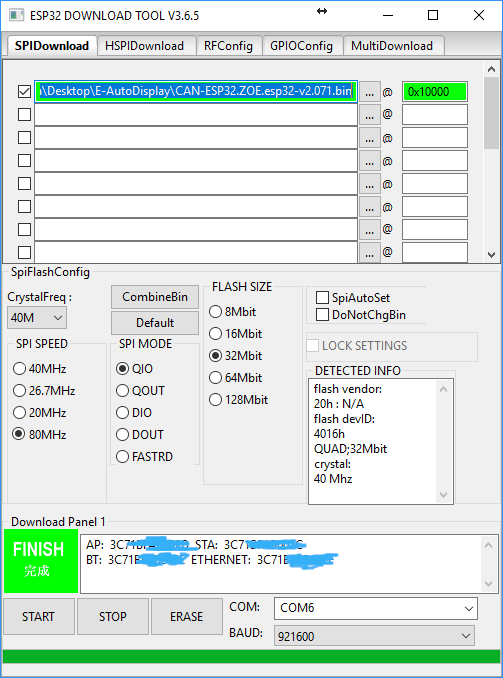 ESP32 DOWNLOAD TOOL V3.6.5
SPIDownload HSPIDownload RFConfig GPIOConfig MultiDownload
.\Desktop\E-AutoDisplay\CAN-ESP32.ZOE.esp32-v2.071.bin ... @ 0x10000
... @
... @
... @
... @
... @
... @
... @
SpiFlashConfig
CrystalFreq :
40M
CombineBin
Default
SPI SPEED
40MHz
26.7MHz
20MHz
80MHz
SPI MODE
QIO
QOUT
DIO
DOUT
FASTRD
FLASH SIZE
8Mbit
16Mbit
32Mbit
64Mbit
128Mbit
SpiAutoSet
DoNotChgBin
LOCK SETTINGS
DETECTED INFO
flash vendor:
20h : N/A
flash devID:
4016h
QUAD;32Mbit
crystal:
40 Mhz
Download Panel 1
FINISH
完成
AP: 3C71 STA: 3C71
BT: 3C71 ETHERNET: 3C71
START STOP ERASE
COM: COM6
BAUD: 921600